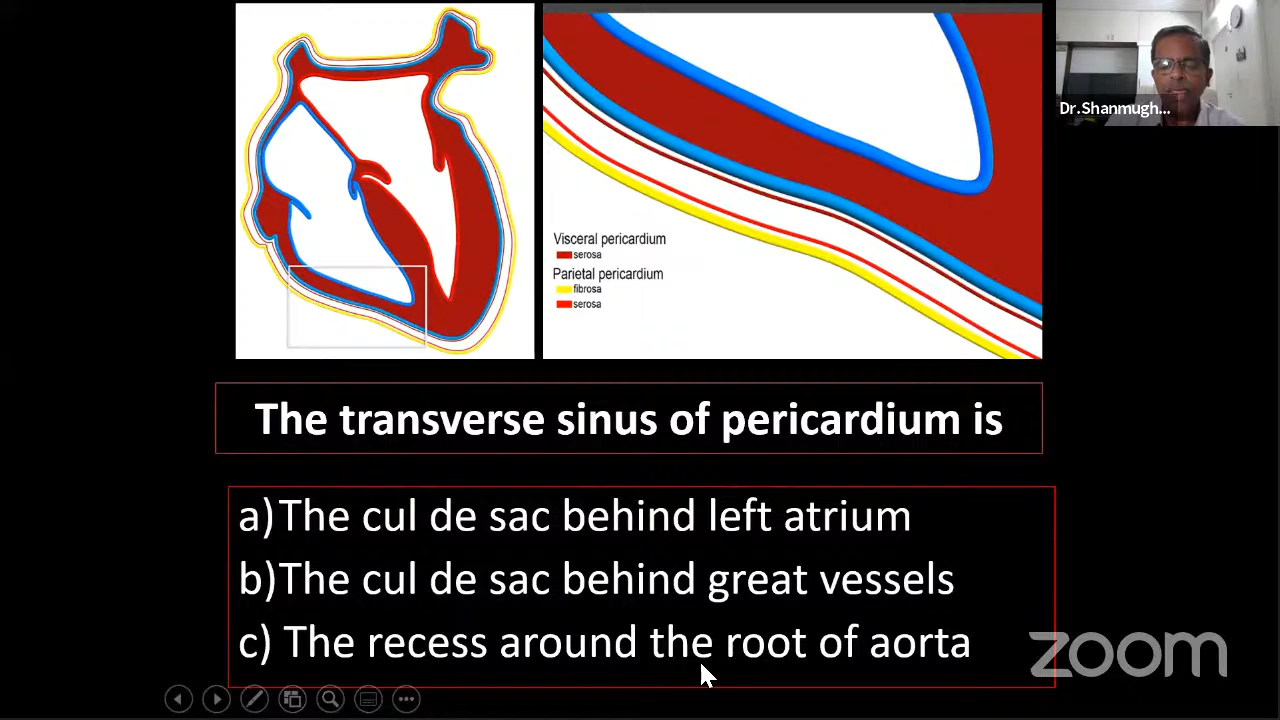 Dr.Shanmugh...
Visceral pericardium
serosa
Parietal pericardium
fibrosa
serosa
The transverse sinus of pericardium is
a)The cul de sac behind left atrium
b)The cul de sac behind great vessels
c) The recess around the root of aorta
zoom